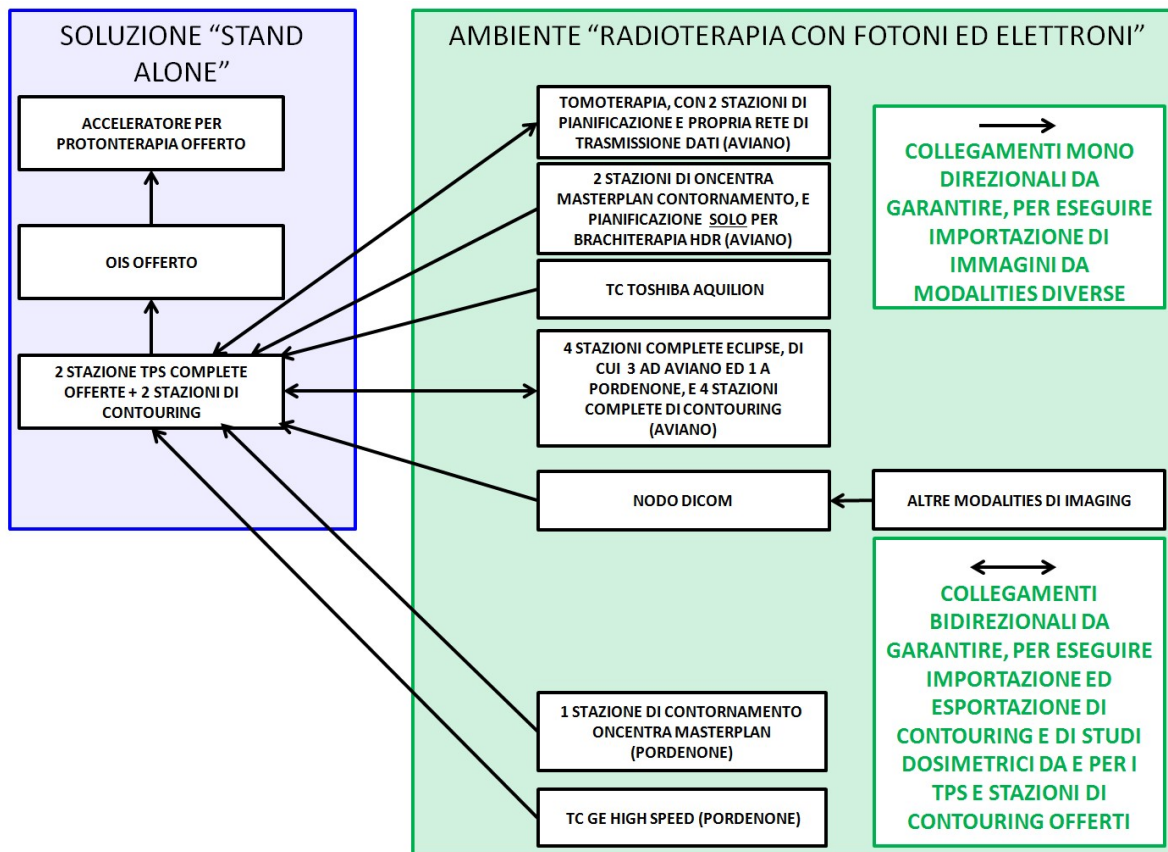 SOLUZIONE “STAND
ALONE”
ACCELERATORE PER
PROTONTERAPIA OFFERTO
OIS OFFERTO
2 STAZIONE TPS COMPLETE
OFFERTE + 2 STAZIONI DI
CONTOURING
AMBIENTE “RADIOTERAPIA CON FOTONI ED ELETTRONI”
TOMOTERAPIA, CON 2 STAZIONI DI
PIANIFICAZIONE E PROPRIA RETE DI
TRASMISSIONE DATI (AVIANO)
2 STAZIONI DI ONCENTRA
MASTERPLAN CONTORNAMENTO, E
PIANIFICAZIONE SOLO PER
BRACHITERAPIA HDR (AVIANO)
TC TOSHIBA AQUILION
4 STAZIONI COMPLETE ECLIPSE, DI
CUI 3 AD AVIANO ED 1 A
PORDENONE, E 4 STAZIONI
COMPLETE DI CONTOURING
(AVIANO)
NODO DICOM
1 STAZIONE DI CONTORNAMENTO
ONCENTRA MASTERPLAN
(PORDENONE)
TC GE HIGH SPEED (PORDENONE)
COLLEGAMENTI MONO
DIREZIONALI DA
GARANTIRE, PER ESEGUIRE
IMPORTAZIONE DI
IMMAGINI DA
MODALITIES DIVERSE
ALTRE MODALITIES DI IMAGING
COLLEGAMENTI
BIDIREZIONALI DA
GARANTIRE, PER ESEGUIRE
IMPORTAZIONE ED
ESPORTAZIONE DI
CONTOURING E DI STUDI
DOSIMETRICI DA E PER I
TPS E STAZIONI DI
CONTOURING OFFERTI